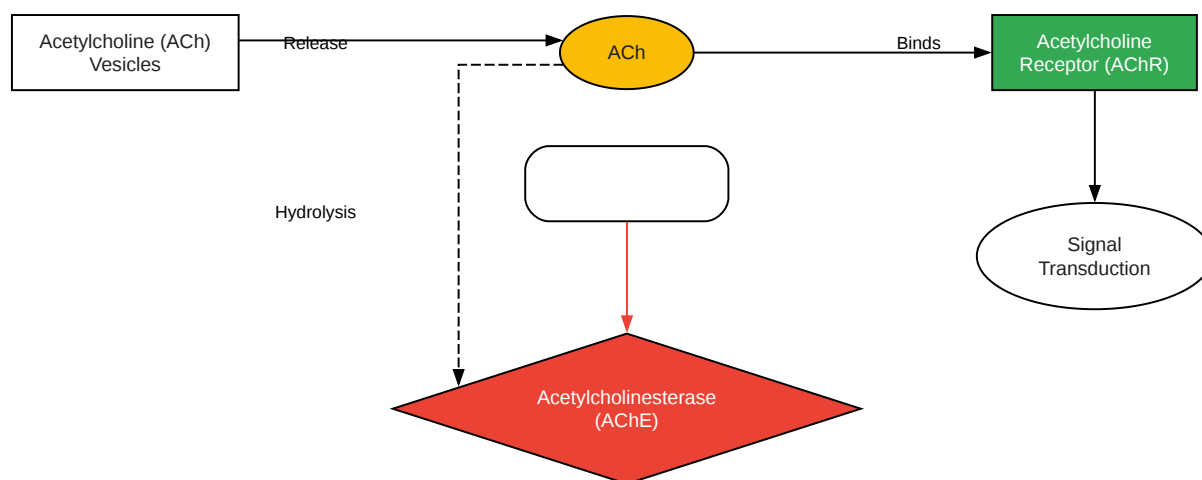 Acetylcholine (ACh)
Vesicles
Release
ACh
Binds
Acetylcholine
Receptor (AChR)
Hydrolysis
Signal
Transduction
Acetylcholinesterase
(AChE)